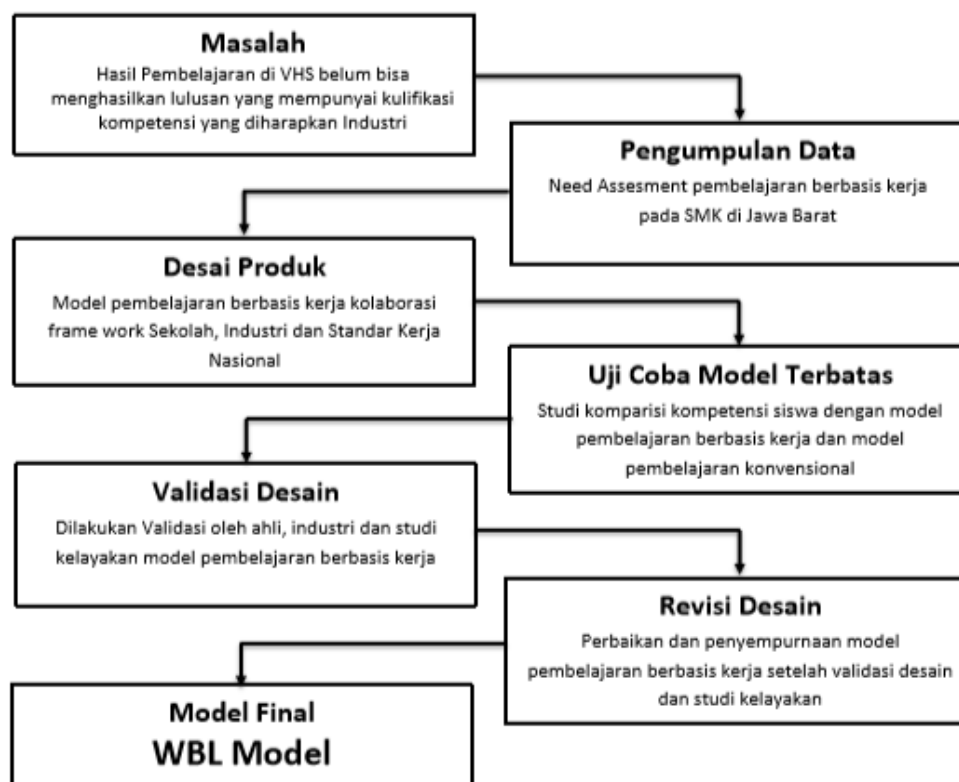 Masalah
Hasil Pembelajaran di VHS belum bisa
menghasilkan lulusan yang mempunyai kulifikasi
kompetensi yang diharapkan Industri
Pengumpulan Data
Need Assesment pembelajaran berbasis kerja
pada SMK di Jawa Barat
Desai Produk
Model pembelajaran berbasis kerja kolaborasi
frame work Sekolah, Industri dan Standar Kerja
Nasional
Uji Coba Model Terbatas
Studi komparisi kompetensi siswa dengan model
pembelajaran berbasis kerja dan model
pembelajaran konvensional
Validasi Desain
Dilakukan Validasi oleh ahli, industri dan studi
kelayakan model pembelajaran berbasis kerja
Revisi Desain
Perbaikan dan penyempurnaan model
pembelajaran berbasis kerja setelah validasi desain
dan studi kelayakan
Model Final
WBL Model